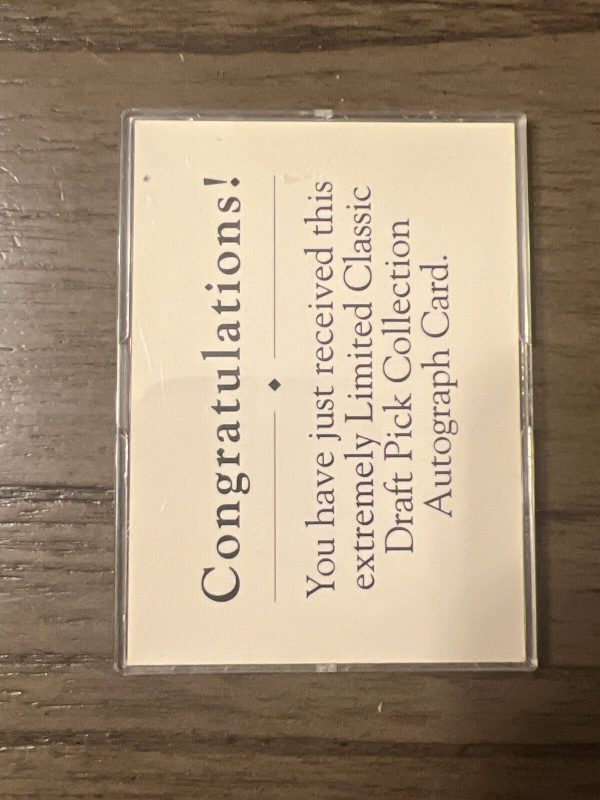 Congratulations!
You have just received this
extremely Limited Classic
Draft Pick Collection
Autograph Card.